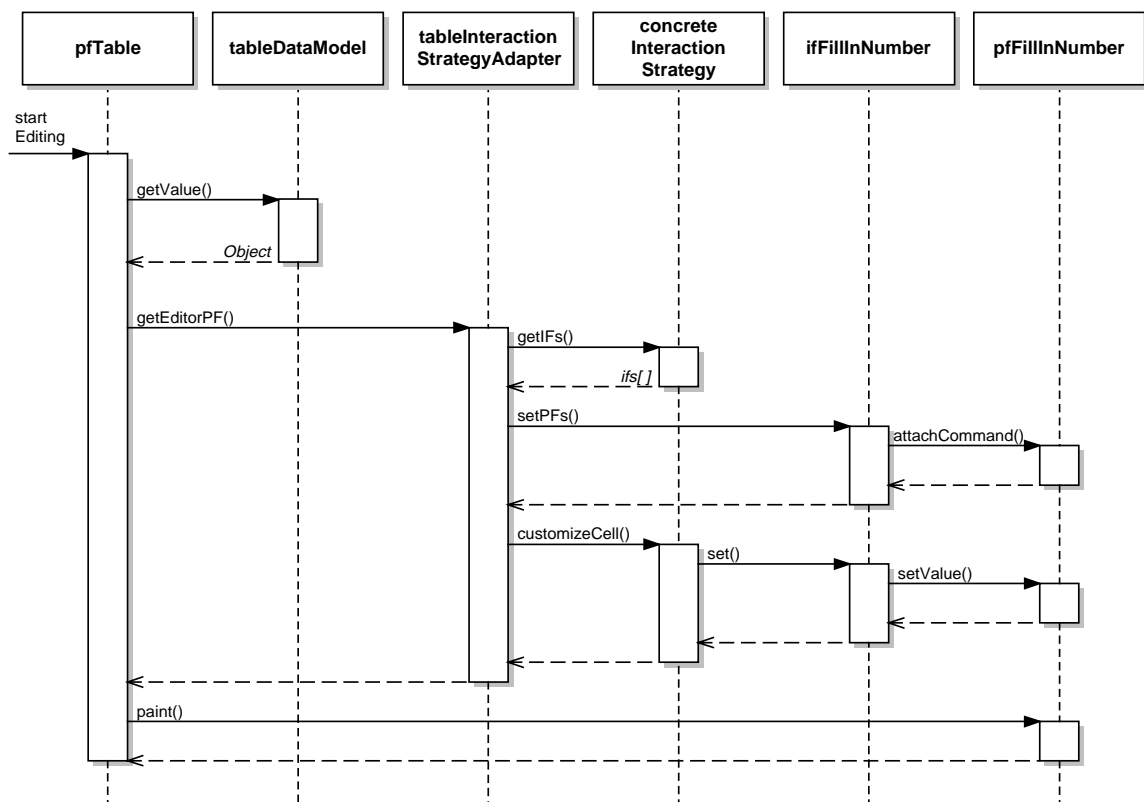 pfTable
tableDataModel
tableInteraction
StrategyAdapter
concrete
Interaction
Strategy
ifFillInNumber
pfFillInNumber
start
Editing
getValue()
Object
getEditorPF()
getIFs()
ifs[ ]
setPFs()
attachCommand()
customizeCell()
set()
setValue()
paint()